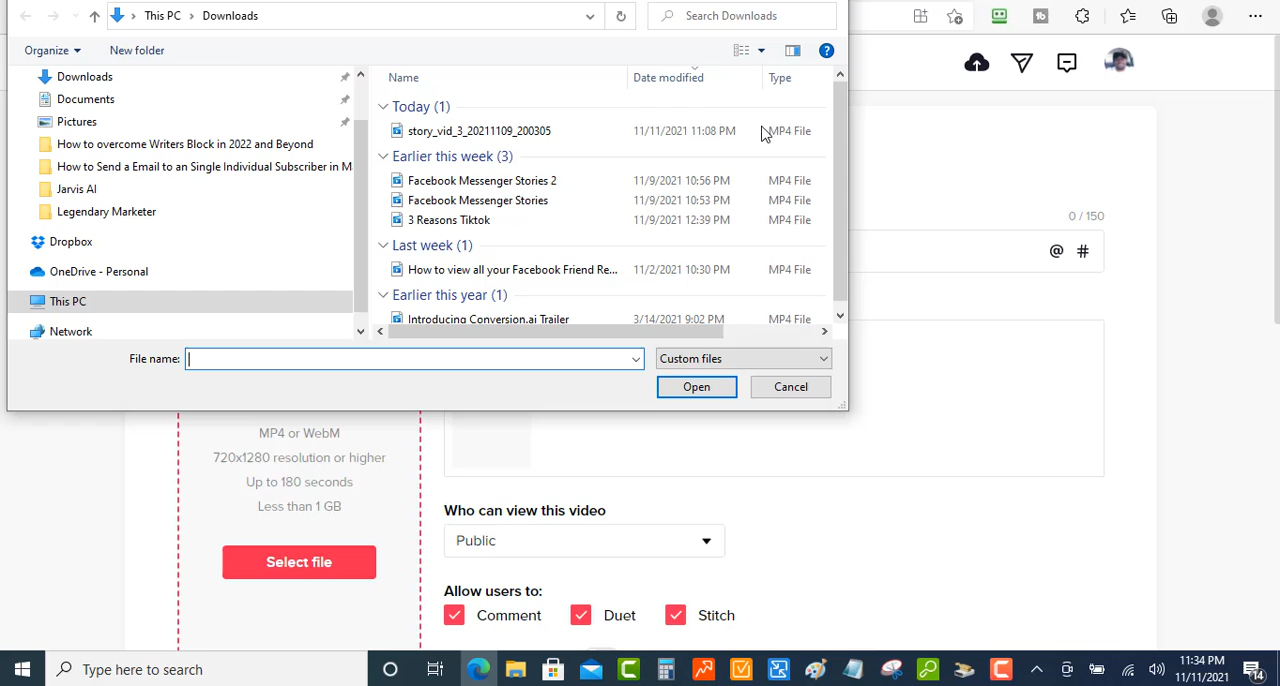 This PC > Downloads
Search Downloads
Organize New folder
Downloads
Documents
Pictures
How to overcome Writers Block in 2022 and Beyond
How to Send a Email to an Single Individual Subscriber in M
Jarvis AI
Legendary Marketer
Dropbox
OneDrive - Personal
This PC
Network
Name Date modified Type
Today (1)
story_vid_3_20211109_200305 11/11/2021 11:08 PM MP4 File
Earlier this week (3)
Facebook Messenger Stories 2 11/9/2021 10:56 PM MP4 File
Facebook Messenger Stories 11/9/2021 10:53 PM MP4 File
3 Reasons Tiktok 11/9/2021 12:39 PM MP4 File
Last week (1)
How to view all your Facebook Friend Re... 11/2/2021 10:30 PM MP4 File
Earlier this year (1)
Introducing Conversion.ai Trailer 3/14/2021 9:02 PM MP4 File
File name: Custom files
Open Cancel
0 / 150
@ #
MP4 or WebM
720x1280 resolution or higher
Up to 180 seconds
Less than 1 GB
Select file
Who can view this video
Public
Allow users to:
Comment Duet Stitch
Type here to search
11:34 PM
11/11/2021
14